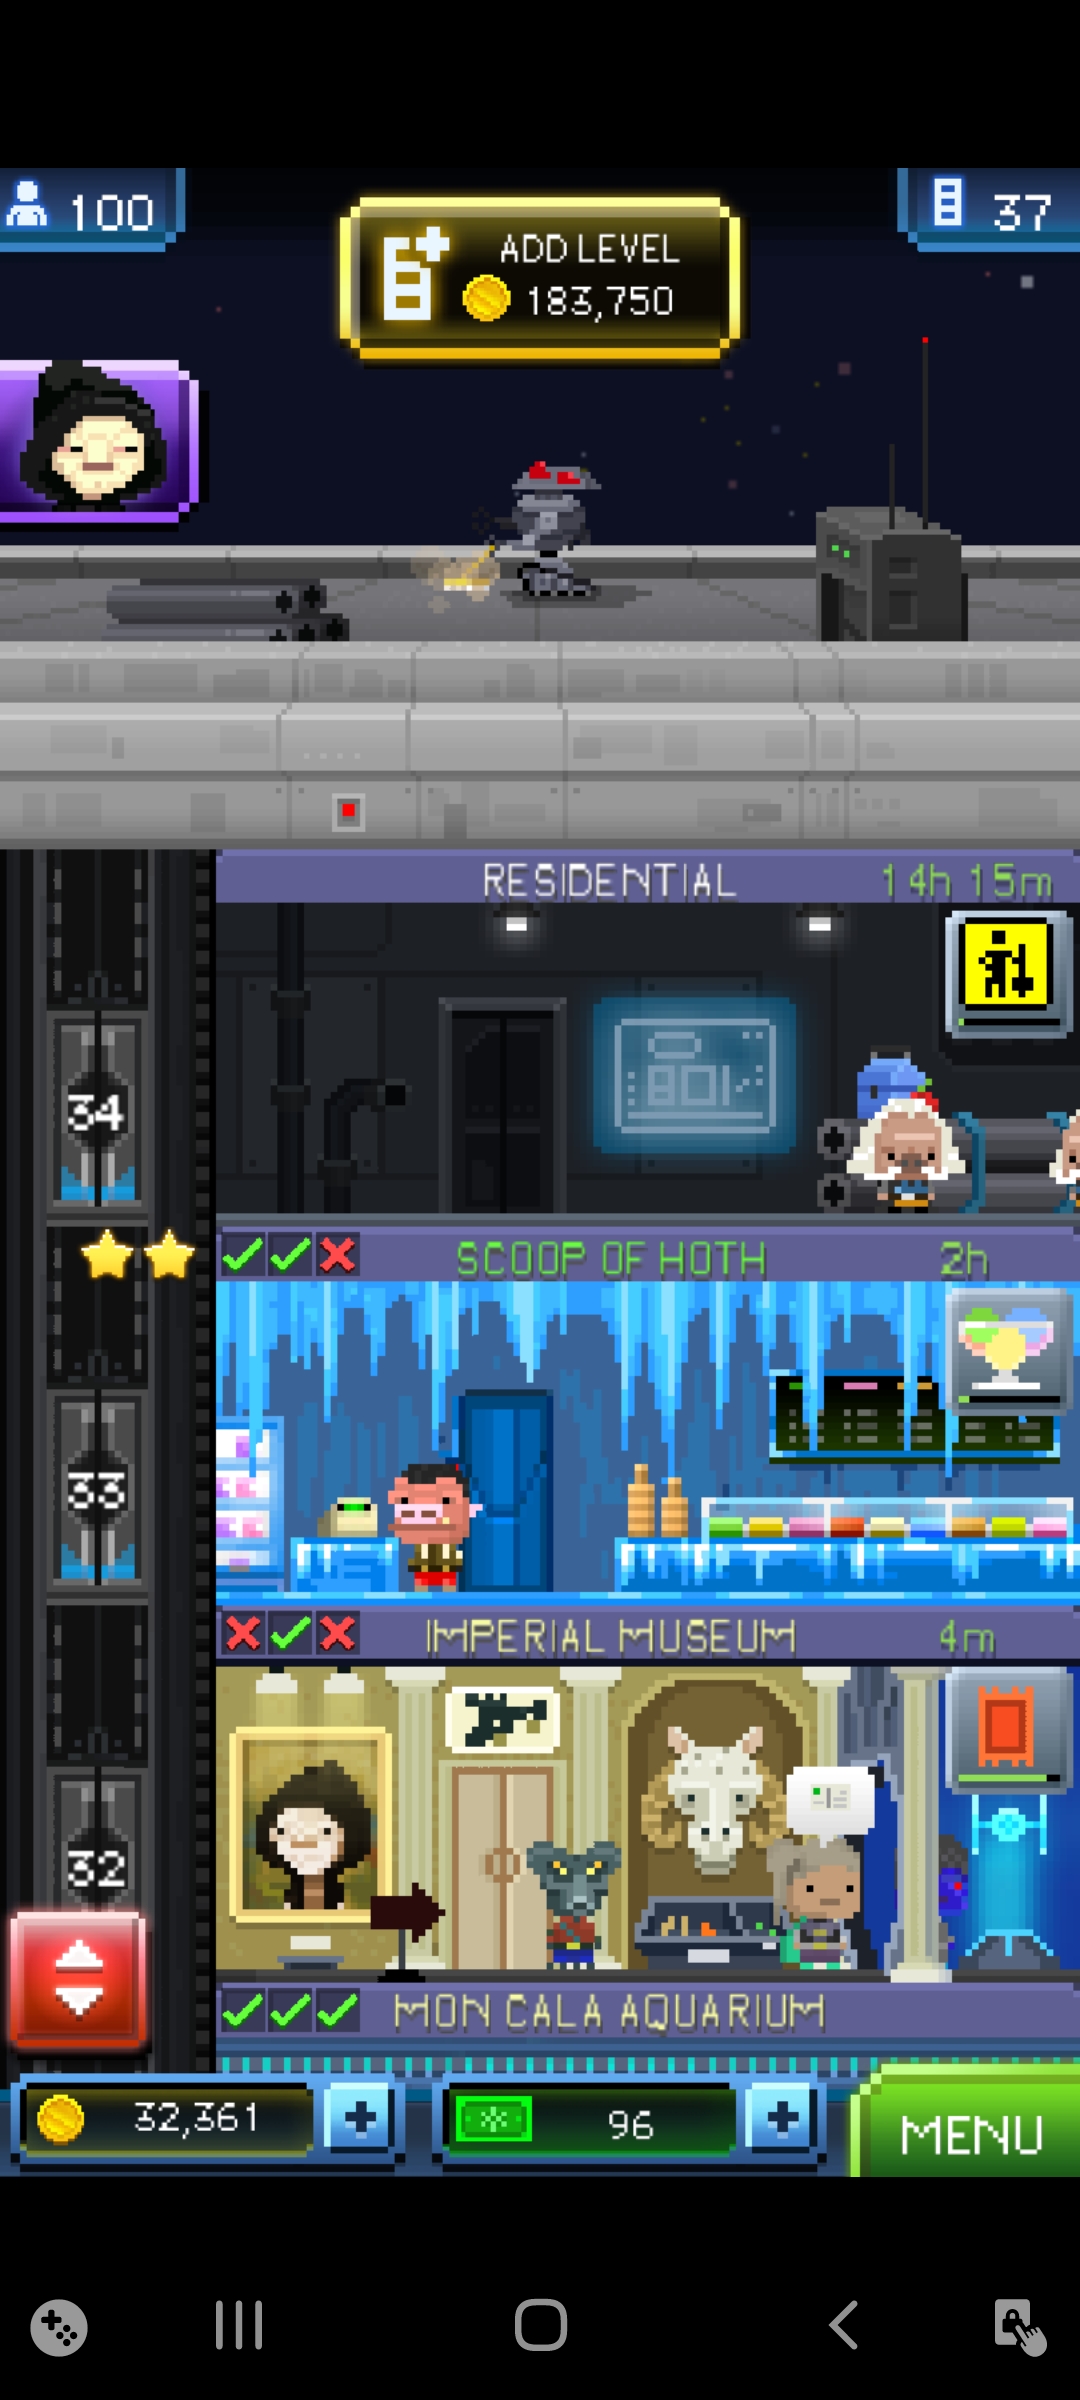 100
ADD LEVEL
183,750
37
RESIDENTIAL
14h 15m
34
SCOOP OF HOTH
2h
33
IMPERIAL MUSEUM
4m
32
MON CALA AQUARIUM
32,361
96
MENU